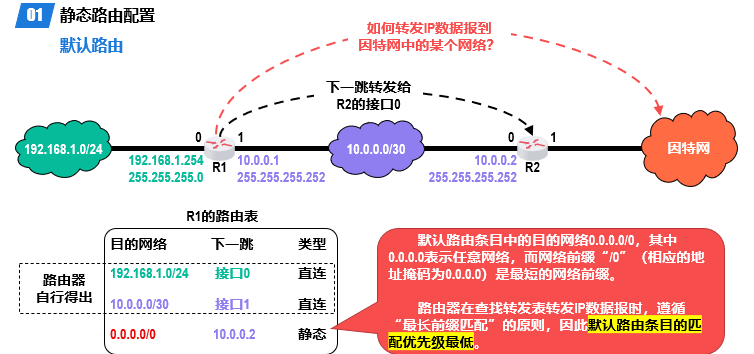 01 静态路由配置
默认路由
如何转发IP数据报到
因特网中的某个网络？
下一跳转发给
R2的接口0
0 1 0 1
192.168.1.0/24 R1 10.0.0.0/30 R2 因特网
192.168.1.254 10.0.0.1 10.0.0.2
255.255.255.0 255.255.255.252 255.255.255.252
R1的路由表
目的网络 下一跳 类型
192.168.1.0/24 接口0 直连
10.0.0.0/30 接口1 直连
0.0.0.0/0 10.0.0.2 静态
路由器
自行得出
默认路由条目中的目的网络0.0.0.0/0，其中
0.0.0.0表示任意网络，而网络前缀“/0”（相应的地
址掩码为0.0.0.0）是最短的网络前缀。
路由器在查找转发表转发IP数据报时，遵循
“最长前缀匹配”的原则，因此默认路由条目的匹
配优先级最低。